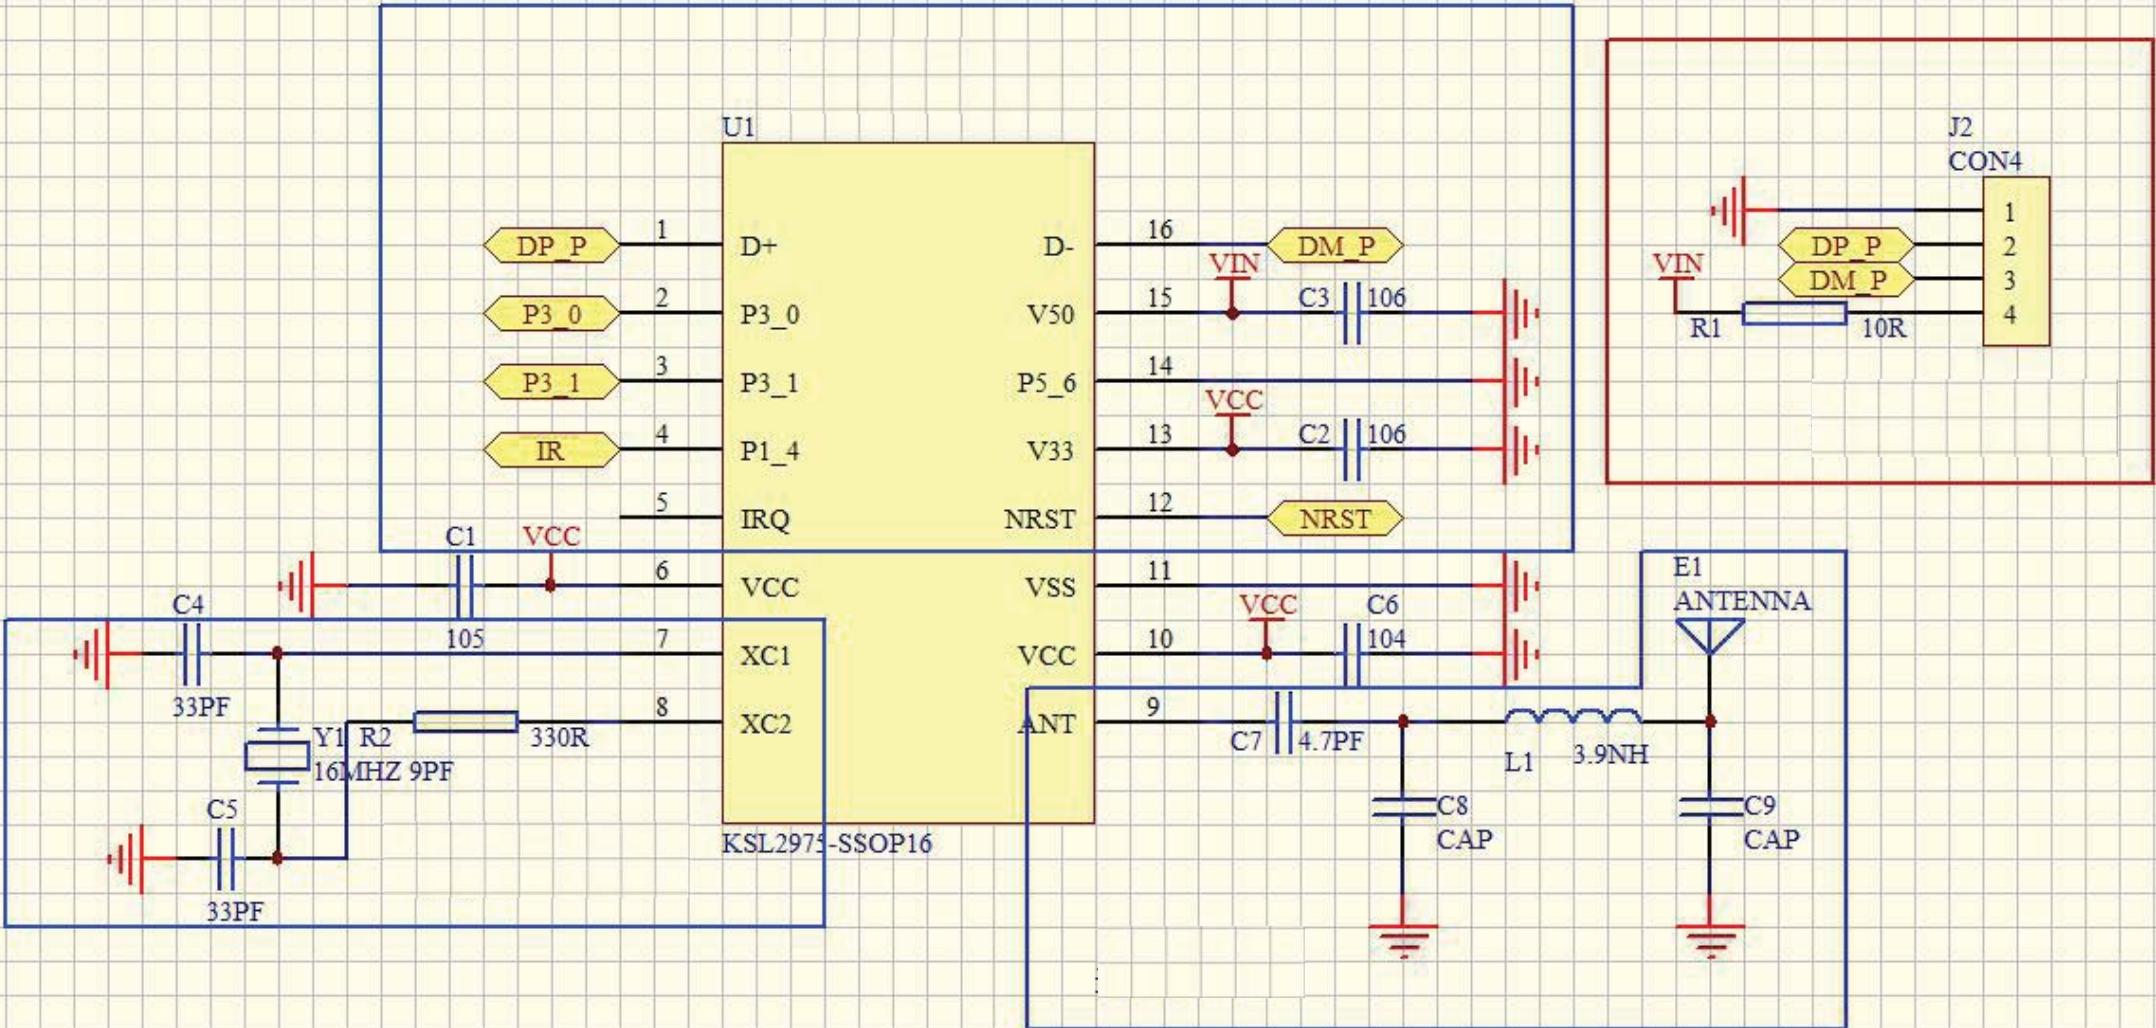 U1
J2
CON4
DP_P 1 D+ D- 16 DM_P
P3_0 2 P3_0 V50 15 VIN C3 106
P3_1 3 P3_1 P5_6 14
IR 4 P1_4 V33 13 VCC C2 106
5 IRQ NRST 12 NRST
C1 VCC 6 VCC VSS 11
105
C4 7 XC1 VCC 10 VCC C6
104
33PF
8 XC2 ANT 9 C7 4.7PF
Y1 R2 330R
16MHZ 9PF
C5
33PF
KSL2975-SSOP16
L1 3.9NH
C8
CAP
C9
CAP
E1
ANTENNA
1
DP_P 2
DM_P 3
VIN R1 10R 4